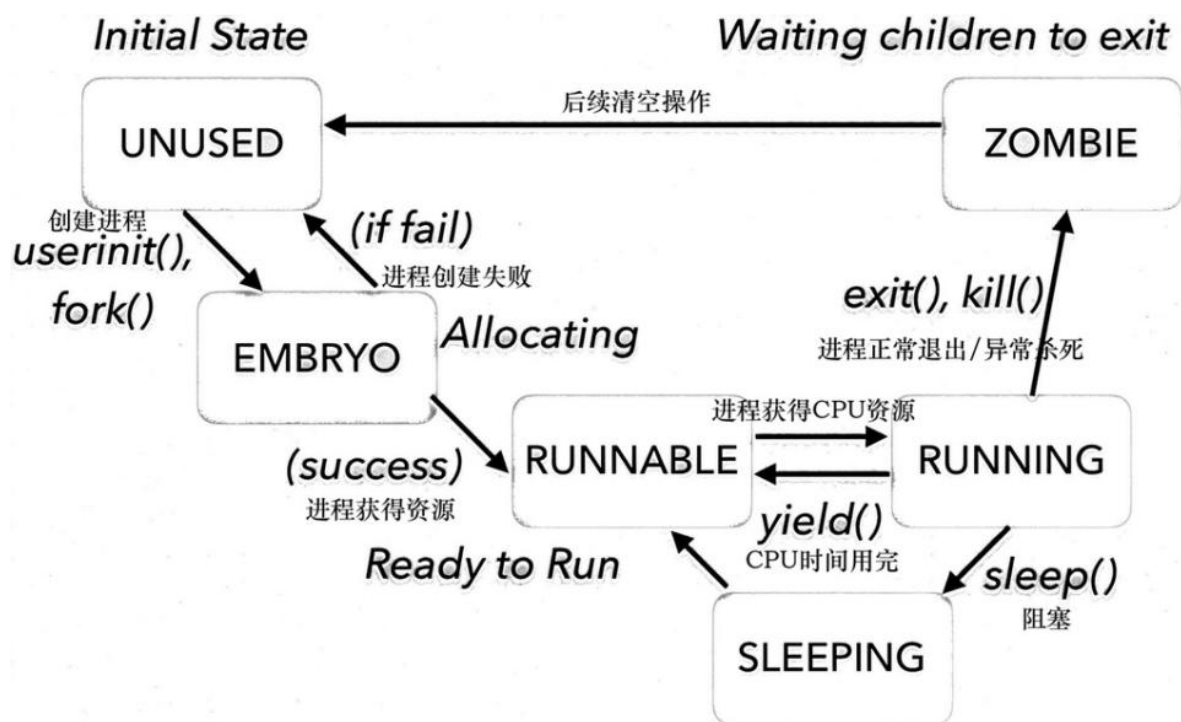 Initial State
Waiting children to exit
后续清空操作
UNUSED
ZOMBIE
创建进程
userinit(),
fork()
(if fail)
进程创建失败
exit(), kill()
进程正常退出/异常杀死
EMBRYO
Allocating
进程获得CPU资源
(success)
进程获得资源
RUNNABLE
RUNNING
yield()
CPU时间用完
Ready to Run
sleep()
阻塞
SLEEPING